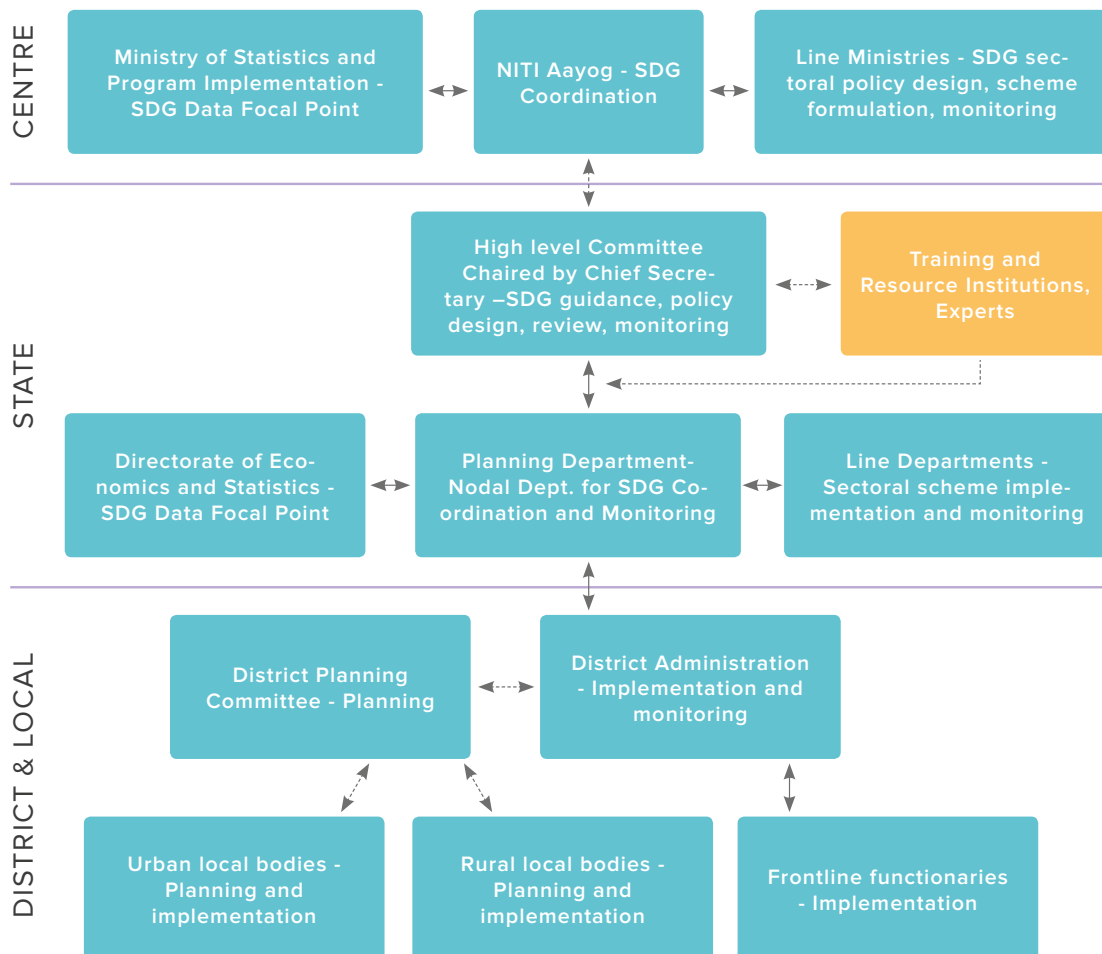 CENTRE
Ministry of Statistics and
Program Implementation -
SDG Data Focal Point
NITI Aayog - SDG
Coordination
Line Ministries - SDG sec-
toral policy design, scheme
formulation, monitoring
STATE
High level Committee
Chaired by Chief Secre-
tary –SDG guidance, policy
design, review, monitoring
Training and
Resource Institutions,
Experts
Directorate of Eco-
nomics and Statistics -
SDG Data Focal Point
Planning Department-
Nodal Dept. for SDG Co-
ordination and Monitoring
Line Departments -
Sectoral scheme imple-
mentation and monitoring
DISTRICT & LOCAL
District Planning
Committee - Planning
District Administration
- Implementation and
monitoring
Urban local bodies -
Planning and
implementation
Rural local bodies -
Planning and
implementation
Frontline functionaries
- Implementation